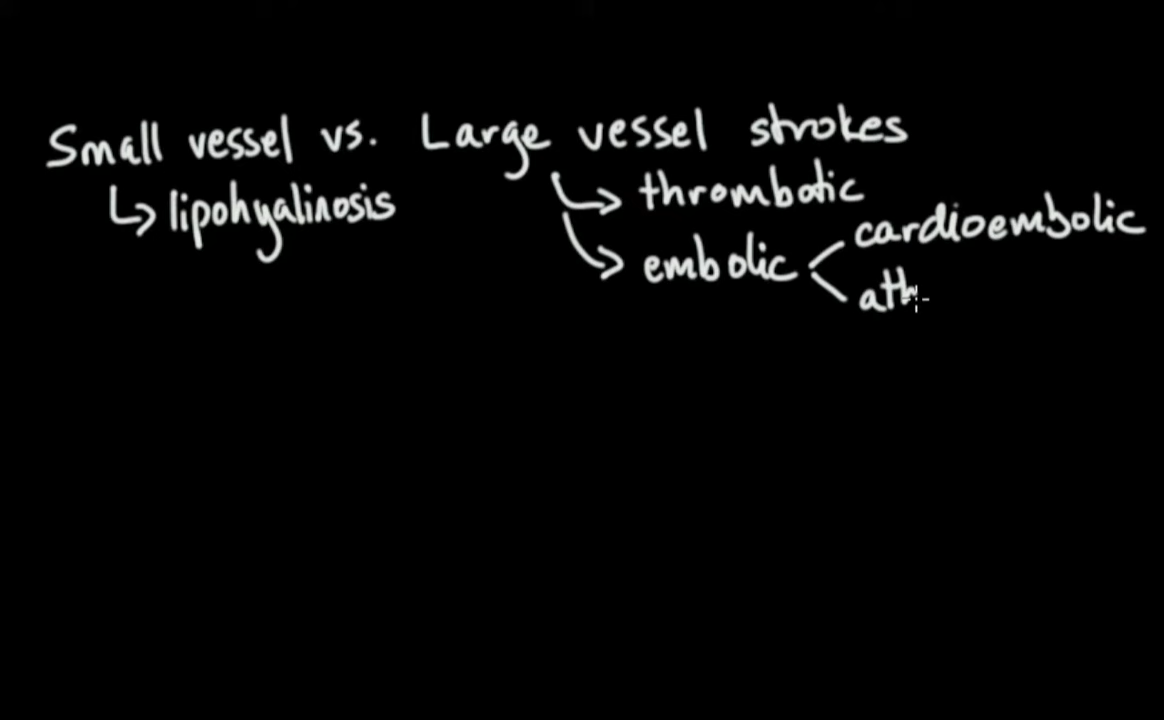 Small vessel vs. Large vessel strokes
↳ lipohyalinosis
→ thrombotic
→ embolic < cardioembolic
ath